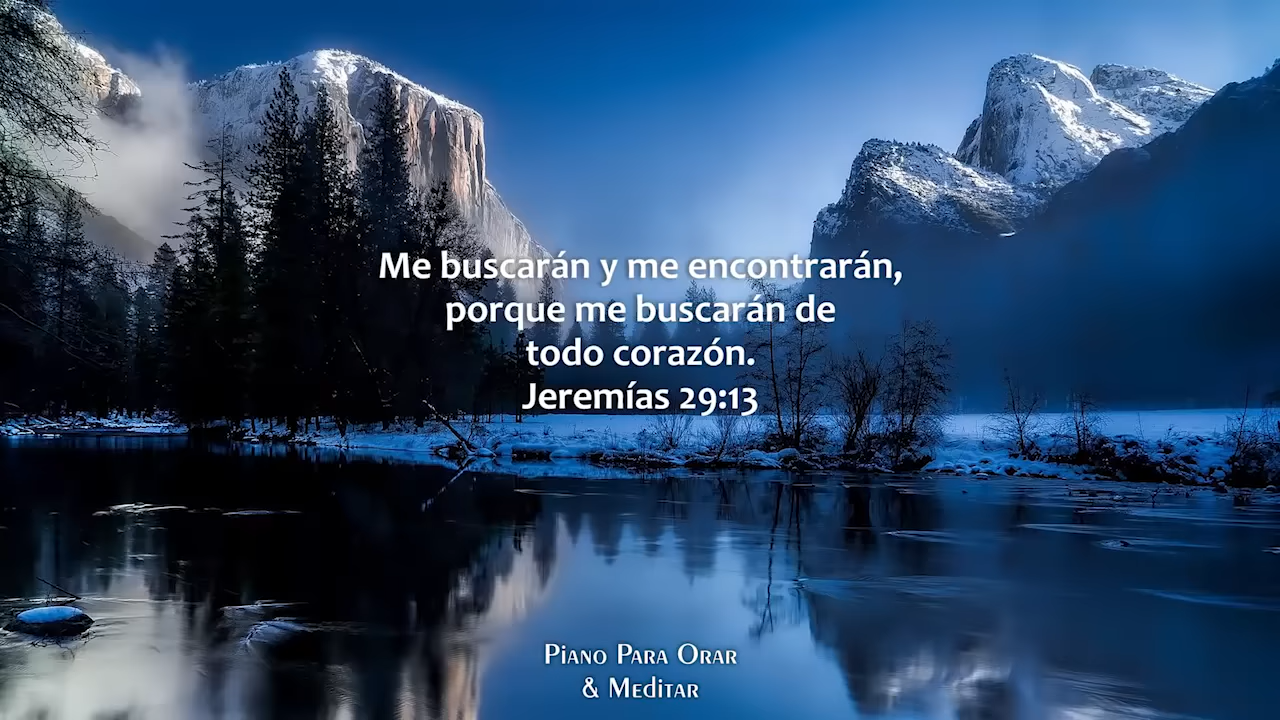 Me buscarán y me encontrarán,
porque me buscarán de
todo corazón.
Jeremías 29:13
Piano Para Orar
& Meditar